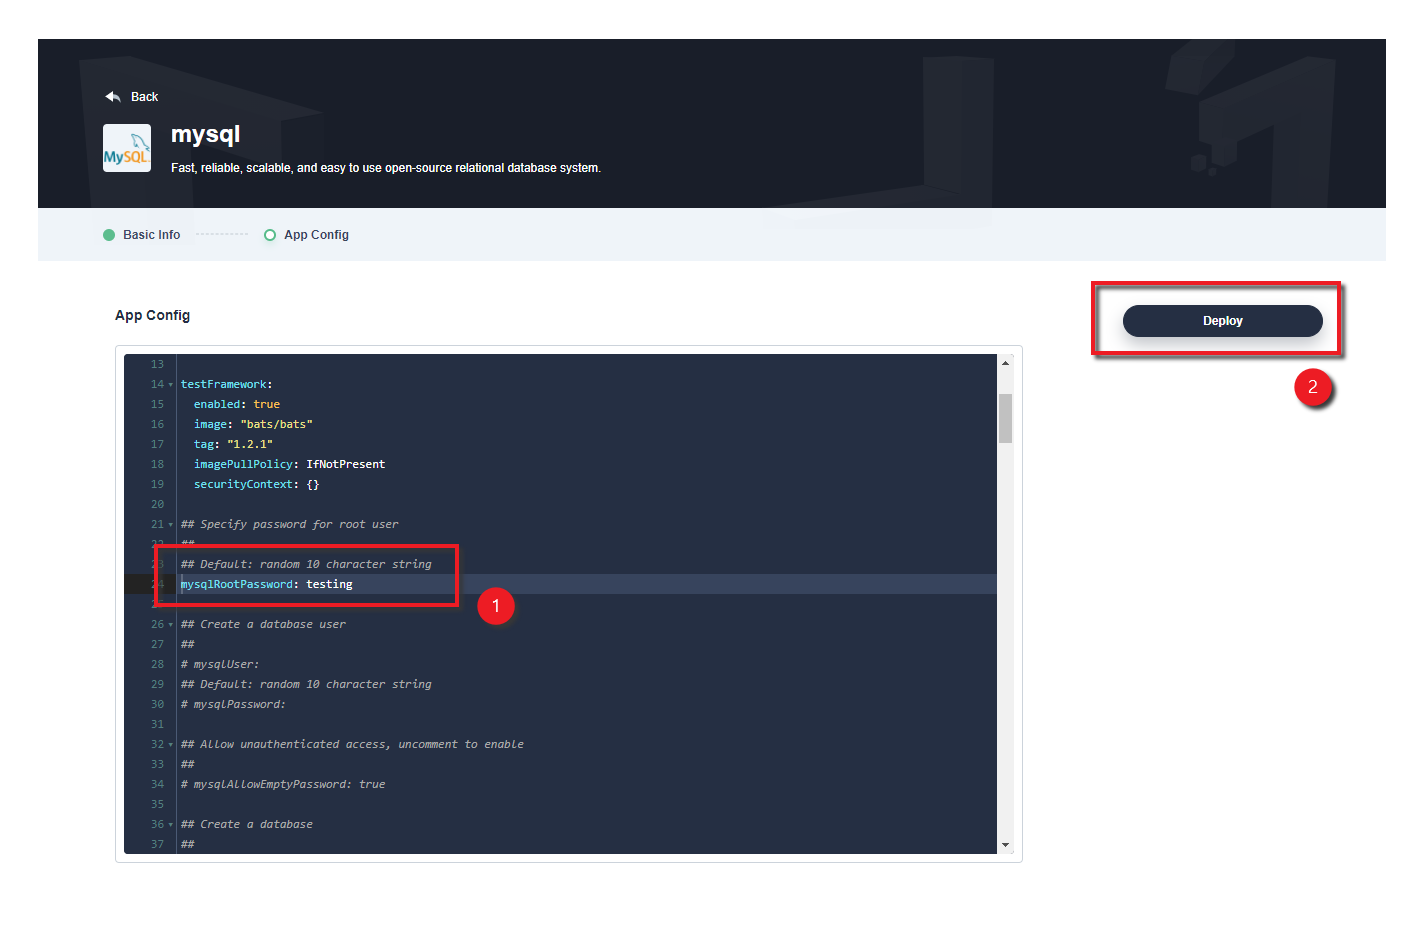 Back
mysql
MySQL
Fast, reliable, scalable, and easy to use open-source relational database system.
Basic Info
App Config
App Config
Deploy
2
13
14 testFramework:
15 enabled: true
16 image: "bats/bats"
17 tag: "1.2.1"
18 imagePullPolicy: IfNotPresent
19 securityContext: {}
20
21 ## Specify password for root user
22 ##
23 ## Default: random 10 character string
24 mysqlRootPassword: testing
25
1
26 ## Create a database user
27 ##
28 # mysqlUser:
29 ## Default: random 10 character string
30 # mysqlPassword:
31
32 ## Allow unauthenticated access, uncomment to enable
33 ##
34 # mysqlAllowEmptyPassword: true
35
36 ## Create a database
37 ##